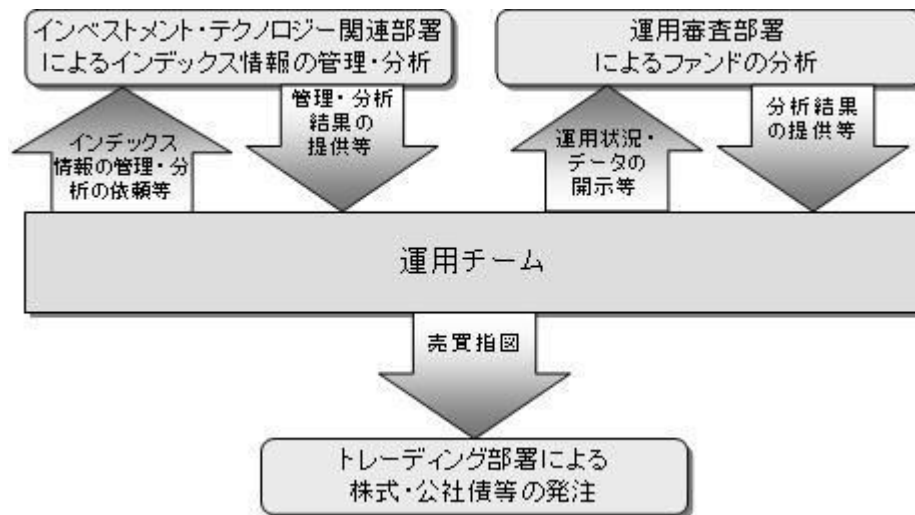 インベストメント・テクノロジー関連部署
によるインデックス情報の管理・分析
運用審査部署
によるファンドの分析
インデックス
情報の管理・分
析の依頼等
管理・分析
結果の
提供等
運用状況・
データの
開示等
分析結果
の提供等
運用チーム
売買指図
トレーディング部署による
株式・公社債等の発注